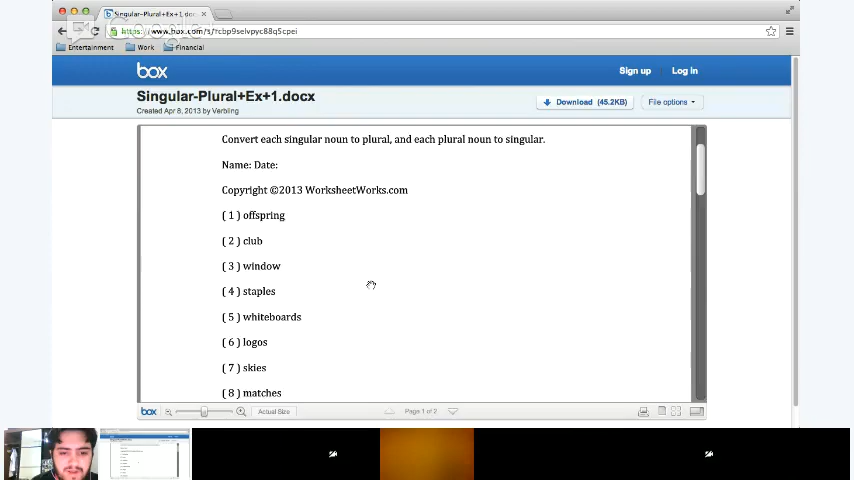 Singular-Plural+Ex+1.doc
Google+
https://www.box.com/s/rcbp9selvpyc88q5cpei
Entertainment Work Financial
box Sign up Log in
Singular-Plural+Ex+1.docx
Created Apr 8, 2013 by Verbling
Download (45.2KB) File options
Convert each singular noun to plural, and each plural noun to singular.
Name: Date:
Copyright ©2013 WorksheetWorks.com
( 1 ) offspring
( 2 ) club
( 3 ) window
( 4 ) staples
( 5 ) whiteboards
( 6 ) logos
( 7 ) skies
( 8 ) matches
box Actual Size Page 1 of 2